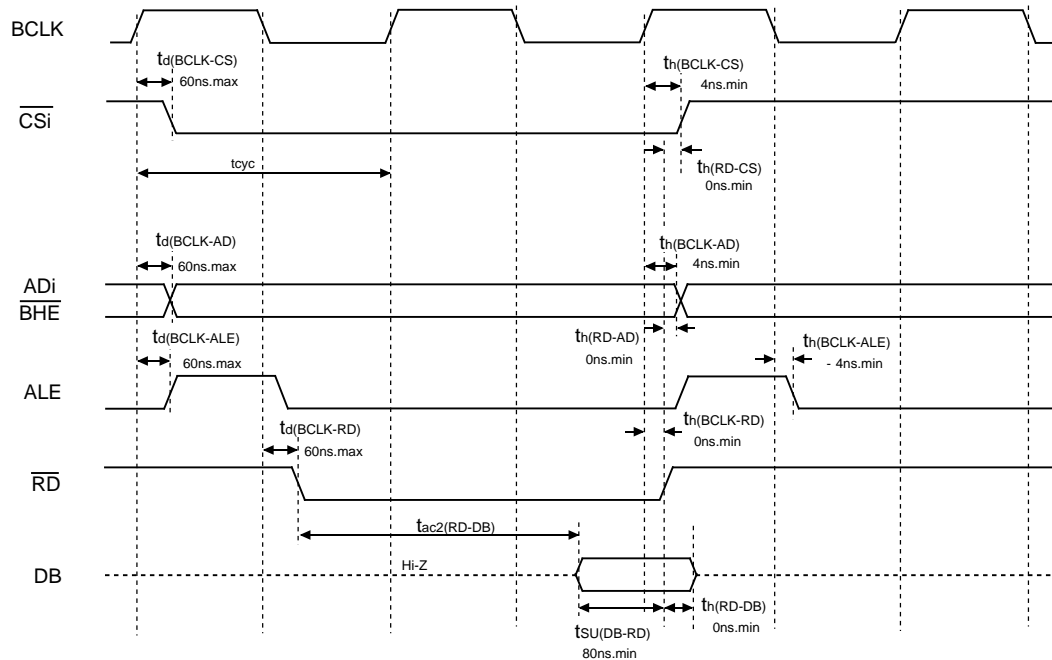 BCLK
td(BCLK-CS)
60ns.max
th(BCLK-CS)
4ns.min
CSi
tcyc
th(RD-CS)
0ns.min
td(BCLK-AD)
60ns.max
th(BCLK-AD)
4ns.min
ADi
BHE
td(BCLK-ALE)
60ns.max
th(RD-AD)
0ns.min
th(BCLK-ALE)
- 4ns.min
ALE
td(BCLK-RD)
60ns.max
th(BCLK-RD)
0ns.min
RD
tac2(RD-DB)
Hi-Z
DB
tSU(DB-RD)
80ns.min
th(RD-DB)
0ns.min